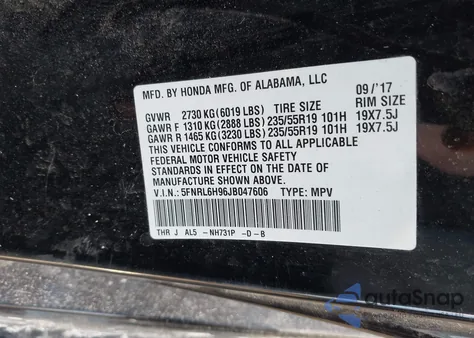 MFD. BY HONDA MFG. OF ALABAMA, LLC 09/'17
GVWR 2730 KG(6019 LBS) TIRE SIZE RIM SIZE
GAWR F 1310 KG(2888 LBS) 235/55R19 101H 19X7.5J
GAWR R 1465 KG(3230 LBS) 235/55R19 101H 19X7.5J
THIS VEHICLE CONFORMS TO ALL APPLICABLE
FEDERAL MOTOR VEHICLE SAFETY
STANDARDS IN EFFECT ON THE DATE OF
MANUFACTURE SHOWN ABOVE.
V.I.N.: 5FNRL6H96JB047606 TYPE: MPV
THR J AL5 -NH731P -D-B
autoSnap